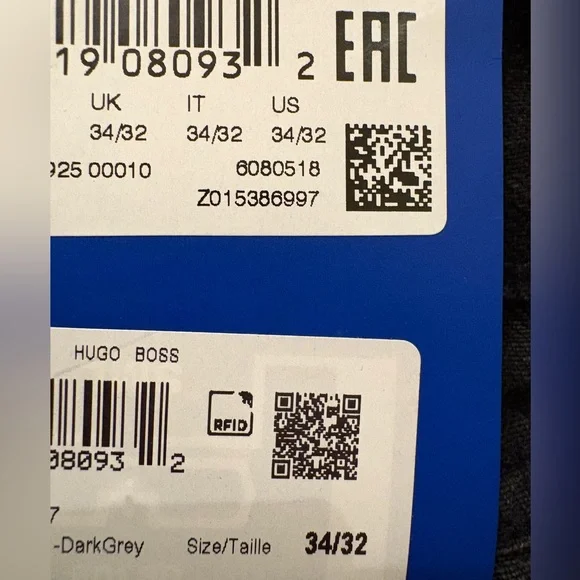 19 08093 2 EAC
UK IT US
34/32 34/32 34/32
925 00010 6080518
Z015386997
HUGO BOSS
RFID
08093 2
7
-DarkGrey Size/Taille 34/32